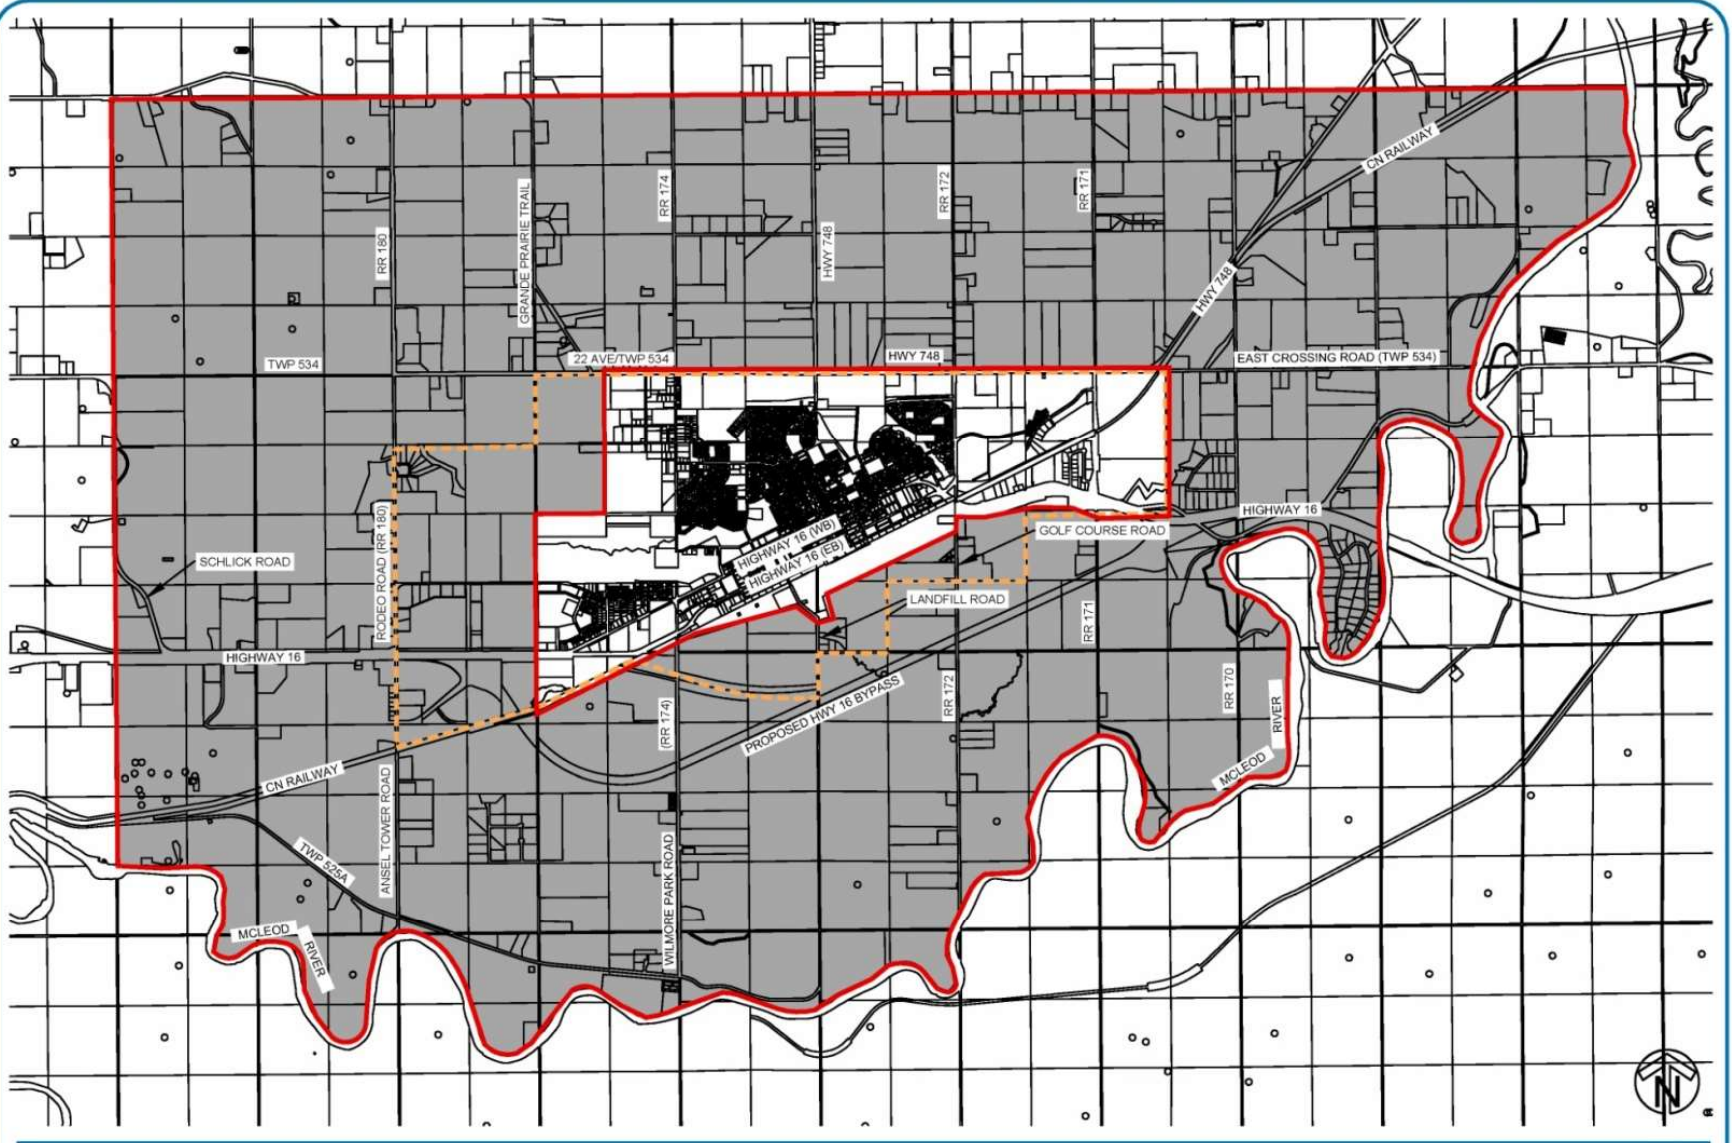 CN RAILWAY
RR 174
RR 172
RR 171
GRANDE PRAIRIE TRAIL
RR 180
HWY 748
HWY 748
TWP 534
22 AVE/TWP 534
HWY 748
EAST CROSSING ROAD (TWP 534)
HIGHWAY 16
RODEO ROAD (RR 180)
HIGHWAY 16 (WB)
HIGHWAY 16 (EB)
GOLF COURSE ROAD
SCHLICK ROAD
LANDFILL ROAD
RR 171
HIGHWAY 16
RR 170
RR 172
(RR 174)
PROPOSED HWY 16 BYPASS
MCLEOD
RIVER
CN RAILWAY
ANSEL TOWER ROAD
TWP 525A
WILMORE PARK ROAD
MCLEOD
RIVER
N